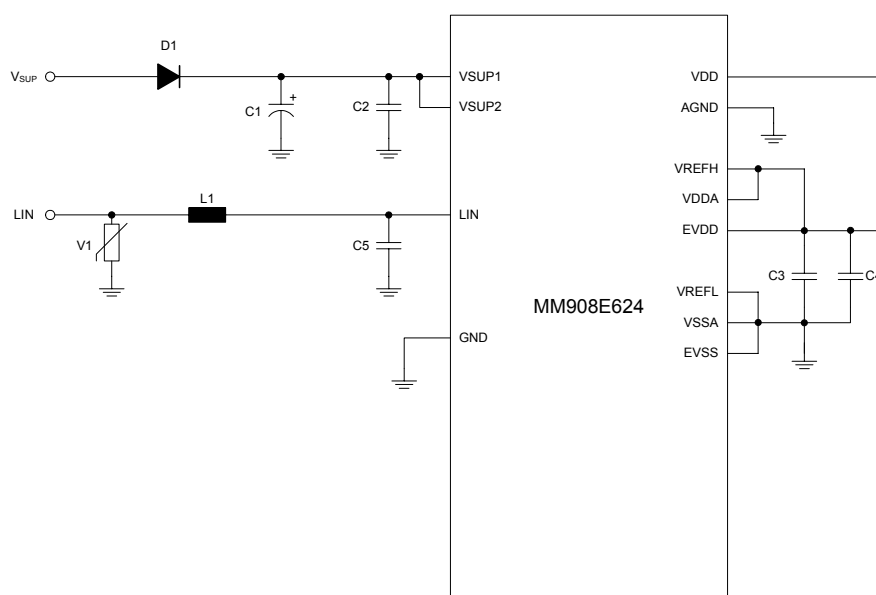 D1
VSUP
C1
+
C2
VSUP1
VSUP2
LIN
V1
L1
C5
LIN
GND
MM908E624
VDD
AGND
VREFH
VDDA
EVDD
VREFL
VSSA
EVSS
C3